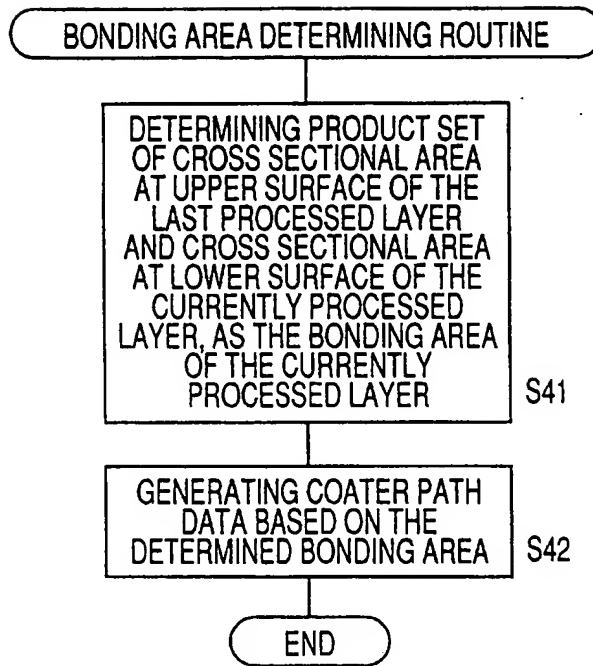 BONDING AREA DETERMINING ROUTINE
DETERMINING PRODUCT SET
OF CROSS SECTIONAL AREA
AT UPPER SURFACE OF THE
LAST PROCESSED LAYER
AND CROSS SECTIONAL AREA
AT LOWER SURFACE OF THE
CURRENTLY PROCESSED
LAYER, AS THE BONDING AREA
OF THE CURRENTLY
PROCESSED LAYER
S41
GENERATING COATER PATH
DATA BASED ON THE
DETERMINED BONDING AREA
S42
END